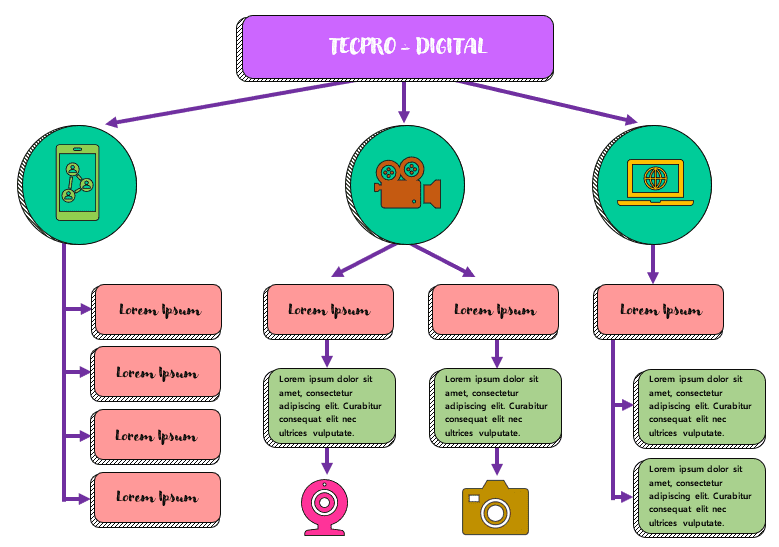 TECPRO - DIGITAL
Lorem Ipsum
Lorem Ipsum
Lorem Ipsum
Lorem Ipsum
Lorem Ipsum
Lorem ipsum dolor sit
amet, consectetur
adipiscing elit. Curabitur
consequat elit nec
ultrices vulputate.
Lorem Ipsum
Lorem ipsum dolor sit
amet, consectetur
adipiscing elit. Curabitur
consequat elit nec
ultrices vulputate.
Lorem Ipsum
Lorem ipsum dolor sit
amet, consectetur
adipiscing elit. Curabitur
consequat elit nec
ultrices vulputate.
Lorem ipsum dolor sit
amet, consectetur
adipiscing elit. Curabitur
consequat elit nec
ultrices vulputate.